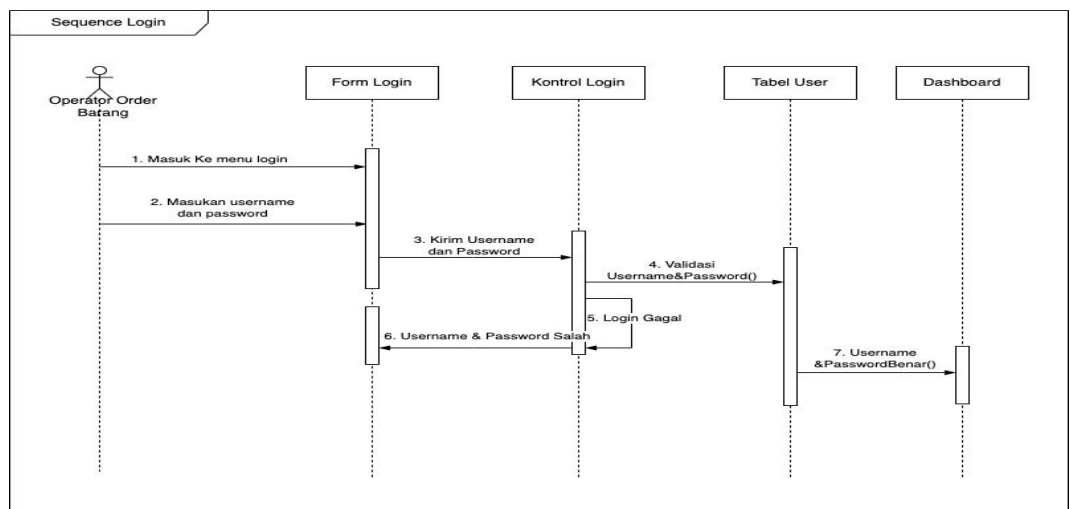 Sequence Login
Operator Order
Barang
Form Login
Kontrol Login
Tabel User
Dashboard
1. Masuk Ke menu login
2. Masukan username
dan password
3. Kirim Username
dan Password
4. Validasi
Username&Password()
5. Login Gagal
6. Username & Password Salah
7. Username
&PasswordBenar()